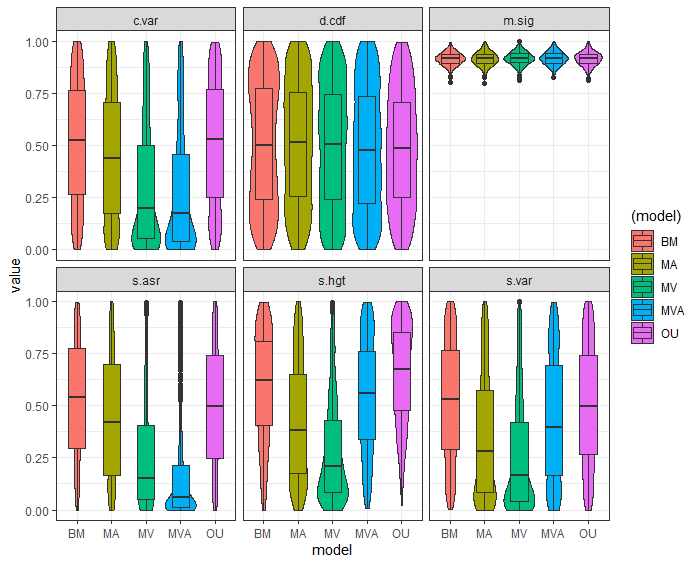 c.var d.cdf m.sig
1.00
0.75
0.50
0.25
0.00
value
s.asr s.hgt s.var
1.00
0.75
0.50
0.25
0.00
BM MA MV MVA OU BM MA MV MVA OU BM MA MV MVA OU
model
(model)
BM
MA
MV
MVA
OU